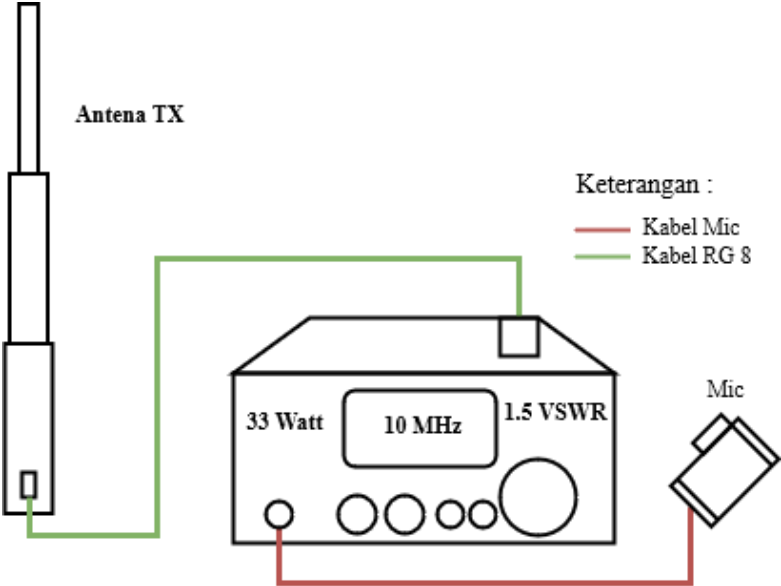 Antena TX
Keterangan :
Kabel Mic
Kabel RG 8
Mic
33 Watt
10 MHz
1.5 VSWR